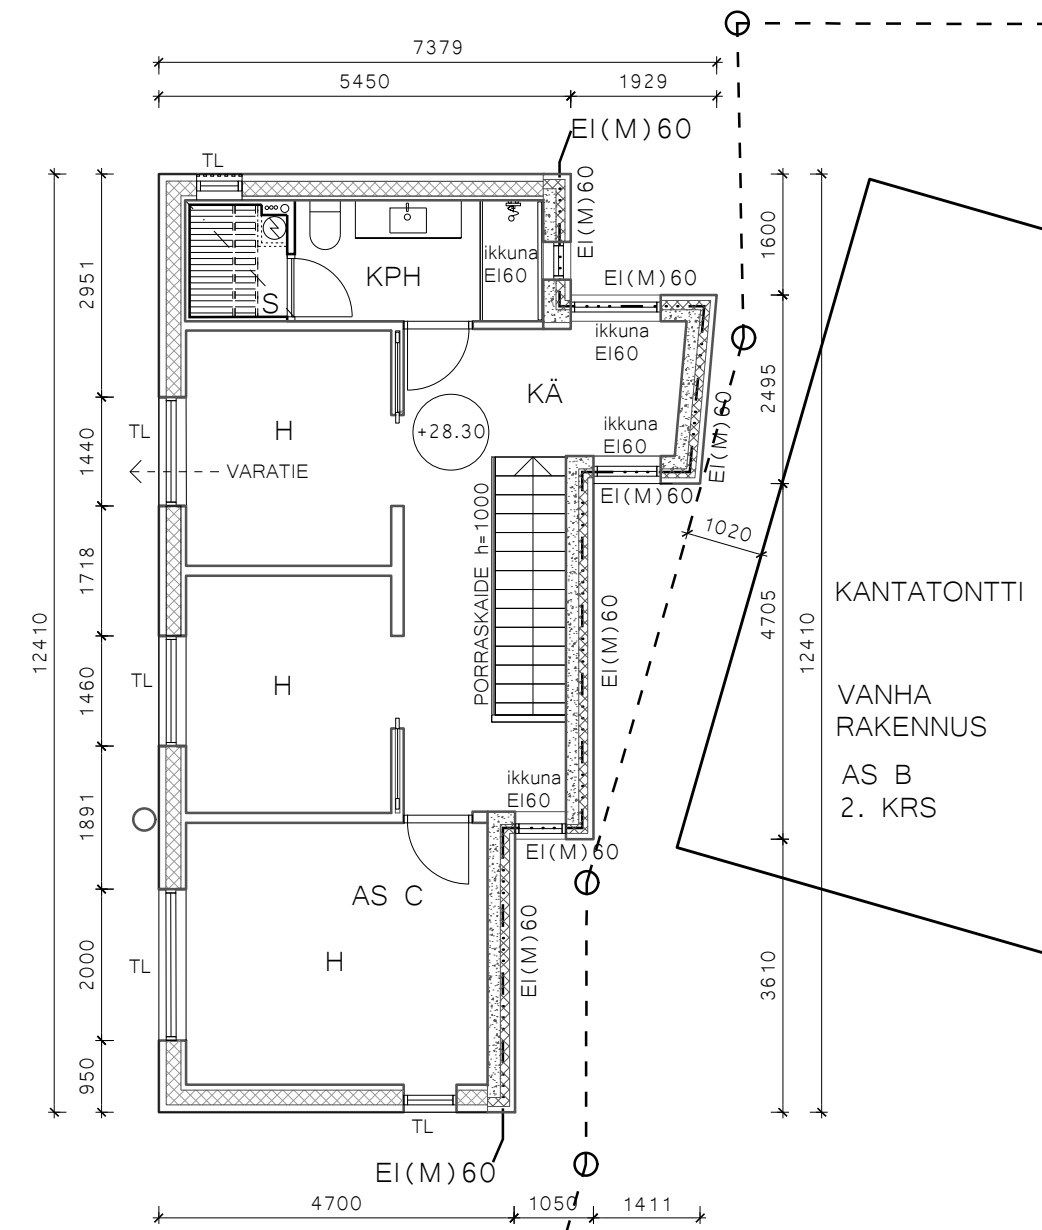 7379
5450
1929
EI(M)60
TL
EI(M)60
1600
2951
ikkuna
EI60
KPH
S
EI(M)60
ikkuna
EI60
KÄ
2495
TL
H
+28.30
ikkuna
EI60
EI(M)60
1440
VARATIE
EI(M)60
PORRASKAIDE h=1000
1020
1718
KANTATONTTI
12410
EI(M)60
4705
12410
TL
1460
H
VANHA
RAKENNUS
AS B
2. KRS
ikkuna
EI60
1891
EI(M)60
AS C
EI(M)60
TL
2000
H
3610
950
TL
EI(M)60
4700
1050
1411